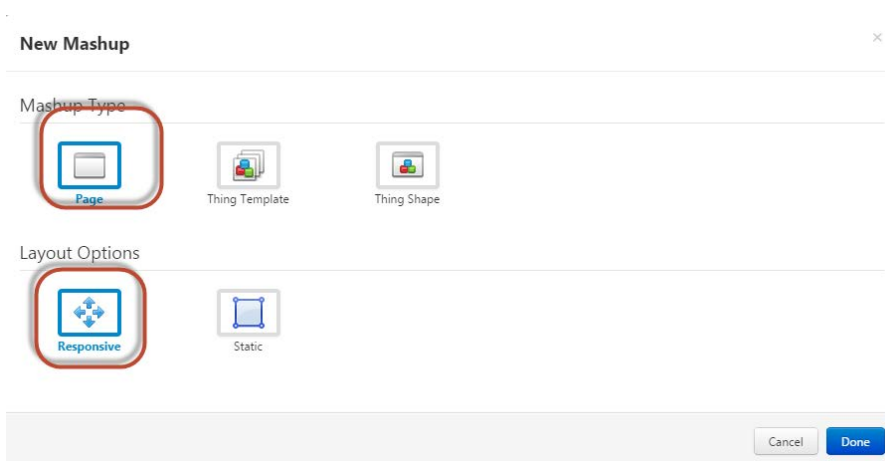 New Mashup
Mashup Type
Page Thing Template Thing Shape
Layout Options
Responsive Static
Cancel Done